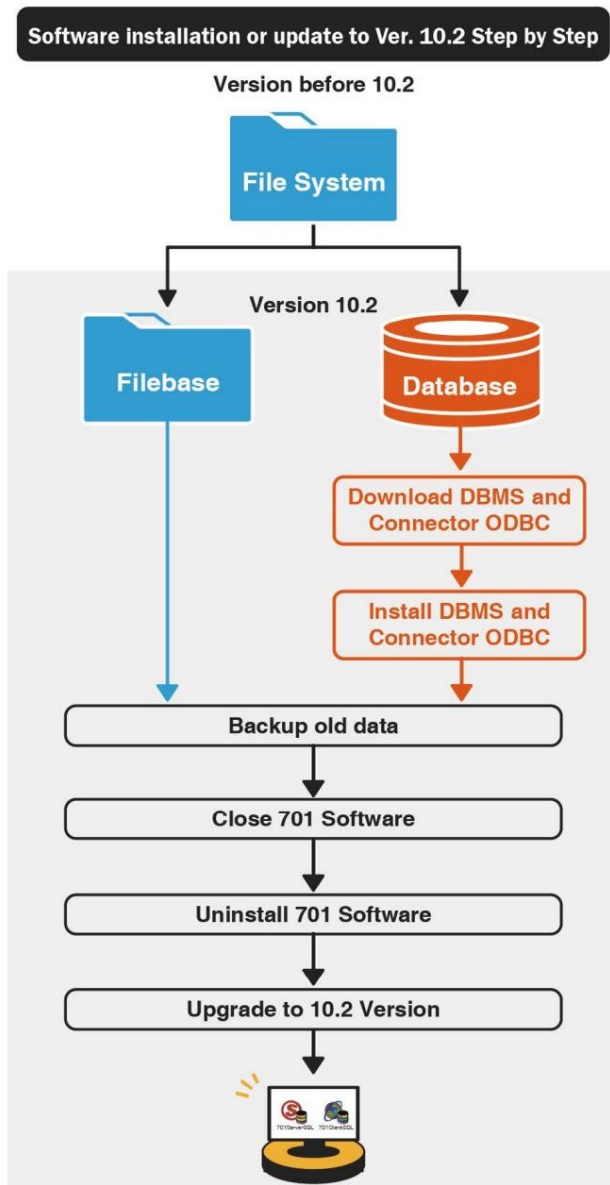 Software installation or update to Ver. 10.2 Step by Step
Version before 10.2
File System
Version 10.2
Filebase
Database
Download DBMS and
Connector ODBC
Install DBMS and
Connector ODBC
Backup old data
Close 701 Software
Uninstall 701 Software
Upgrade to 10.2 Version
S
701ServerSQL 701ClientSQL